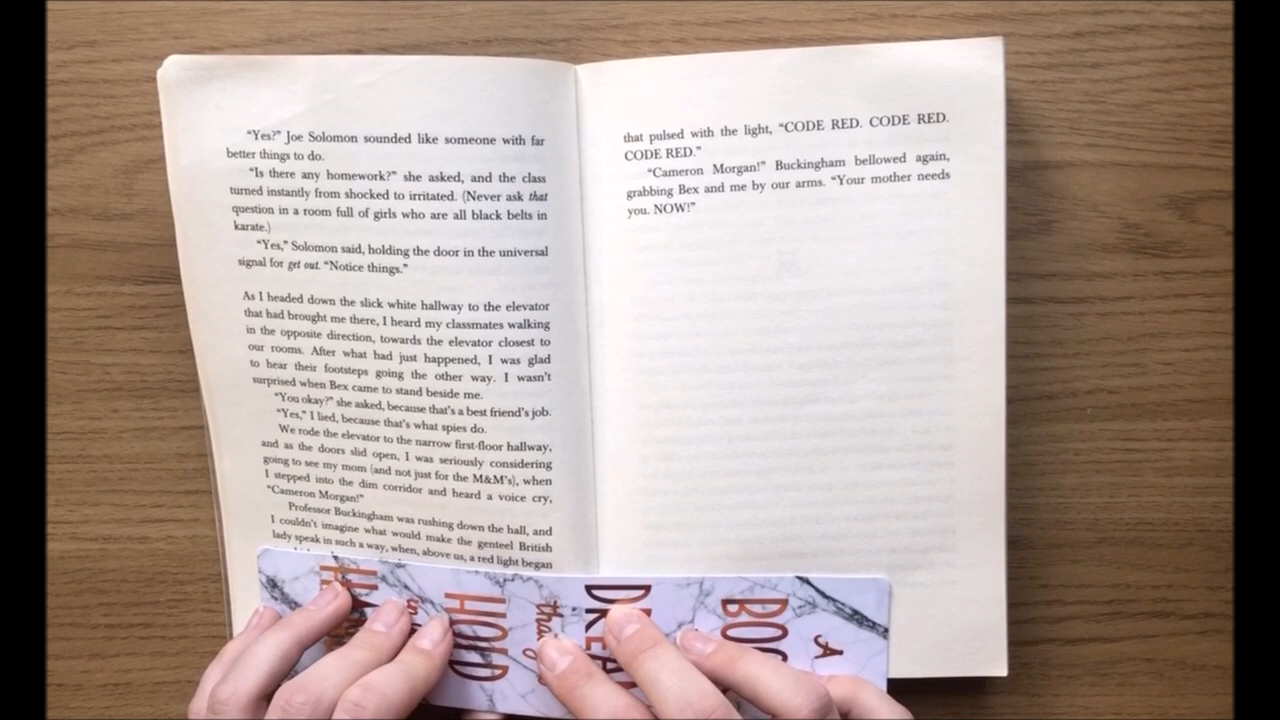 “Yes?” Joe Solomon sounded like someone with far
better things to do.
“Is there any homework?” she asked, and the class
turned instantly from shocked to irritated. (Never ask that
question in a room full of girls who are all black belts in
karate.)
“Yes,” Solomon said, holding the door in the universal
signal for get out. “Notice things.”
As I headed down the slick white hallway to the elevator
that had brought me there, I heard my classmates walking
in the opposite direction, towards the elevator closest to
our rooms. After what had just happened, I was glad
to hear their footsteps going the other way. I wasn’t
surprised when Bex came to stand beside me.
“You okay?” she asked, because that’s a best friend’s job.
“Yes,” I lied, because that’s what spies do.
We rode the elevator to the narrow first-floor hallway,
and as the doors slid open, I was seriously considering
going to see my mom (and not just for the M&M’s), when
I stepped into the dim corridor and heard a voice cry,
“Cameron Morgan!”
Professor Buckingham was rushing down the hall, and
I couldn’t imagine what would make the genteel British
lady speak in such a way, when, above us, a red light began
that pulsed with the light, “CODE RED. CODE RED.
CODE RED.”
“Cameron Morgan!” Buckingham bellowed again,
grabbing Bex and me by our arms. “Your mother needs
you. NOW!”
A
that
HOLD